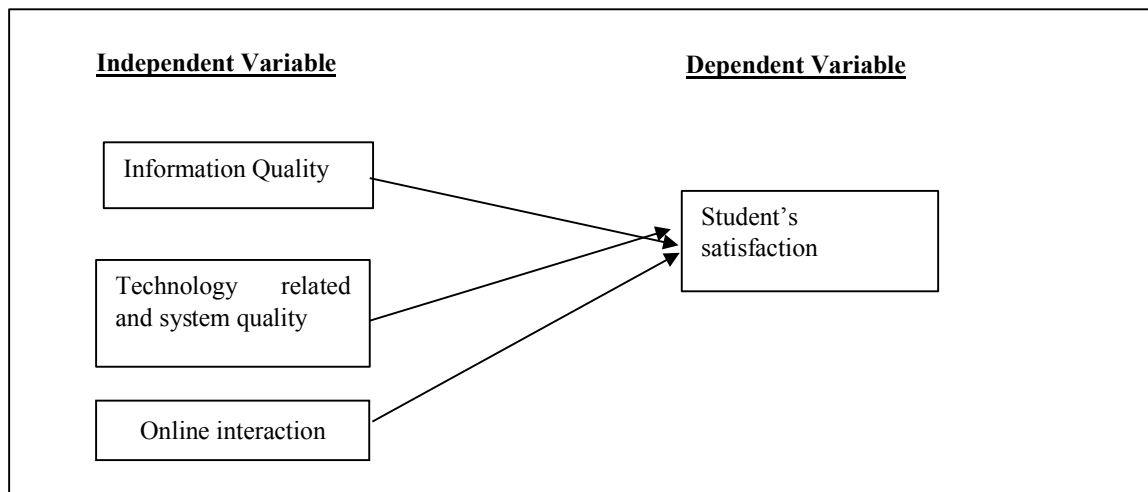 Independent Variable
Dependent Variable
Information Quality
Student’s
satisfaction
Technology related
and system quality
Online interaction